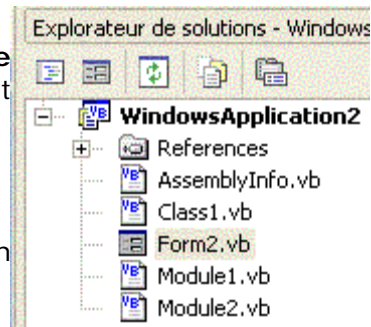 Explorateur de solutions - Windows
e
t
WindowsApplication2
References
AssemblyInfo.vb
Class1.vb
Form2.vb
n
Module1.vb
Module2.vb